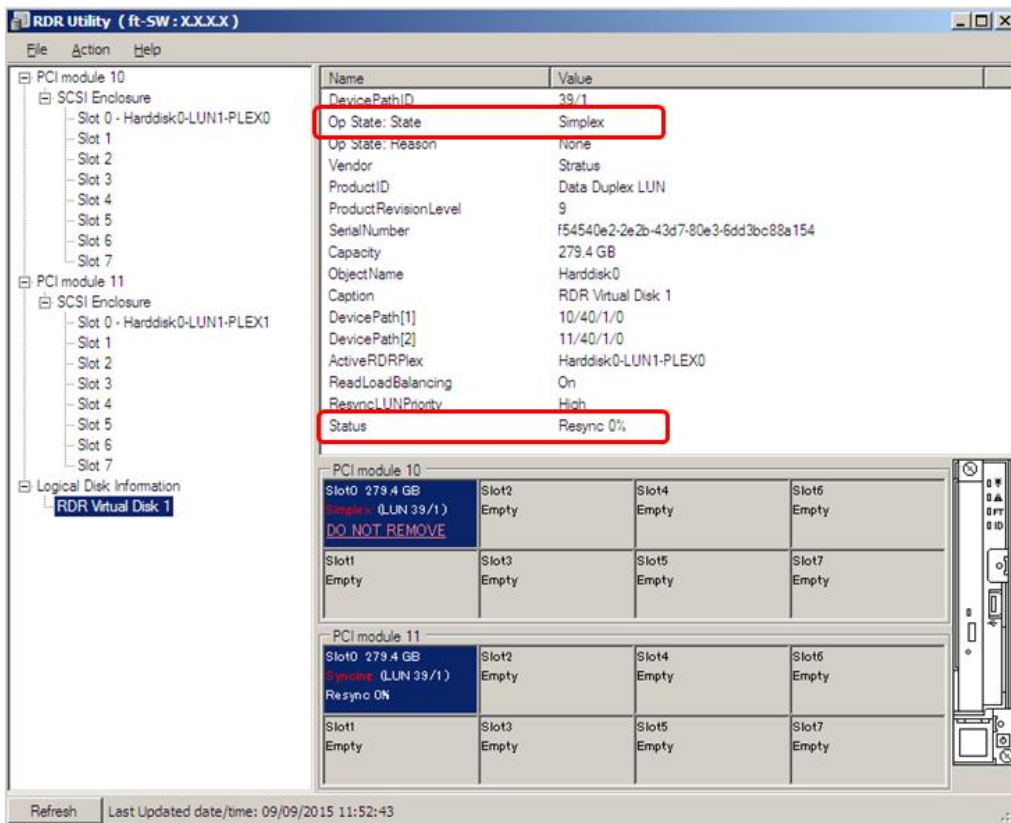 RDR Utility ( ft-SW : X.X.X.X )
File Action Help
PCI module 10
SCSI Enclosure
Slot 0 - Harddisk0-LUN1-PLEX0
Slot 1
Slot 2
Slot 3
Slot 4
Slot 5
Slot 6
Slot 7
PCI module 11
SCSI Enclosure
Slot 0 - Harddisk0-LUN1-PLEX1
Slot 1
Slot 2
Slot 3
Slot 4
Slot 5
Slot 6
Slot 7
Logical Disk Information
RDR Virtual Disk 1
Name Value
DevicePathID 39/1
Op State: State Simplex
Op State: Reason None
Vendor Stratus
ProductID Data Duplex LUN
ProductRevisionLevel 9
SerialNumber f54540e2-2e2b-43d7-80e3-6dd3bc88a154
Capacity 279.4 GB
ObjectName Harddisk0
Caption RDR Virtual Disk 1
DevicePath[1] 10/40/1/0
DevicePath[2] 11/40/1/0
ActiveRDRPlex Harddisk0-LUN1-PLEX0
ReadLoadBalancing On
ResyncLUNPriority High
Status Resync 0%
PCI module 10
Slot0 279.4 GB Slot2 Slot4 Slot6
Simplex (LUN 39/1) Empty Empty Empty
DO NOT REMOVE
Slot1 Slot3 Slot5 Slot7
Empty Empty Empty Empty
FT
ID
PCI module 11
Slot0 279.4 GB Slot2 Slot4 Slot6
Syncing (LUN 39/1) Empty Empty Empty
Resync 0%
Slot1 Slot3 Slot5 Slot7
Empty Empty Empty Empty
Refresh Last Updated date/time: 09/09/2015 11:52:43